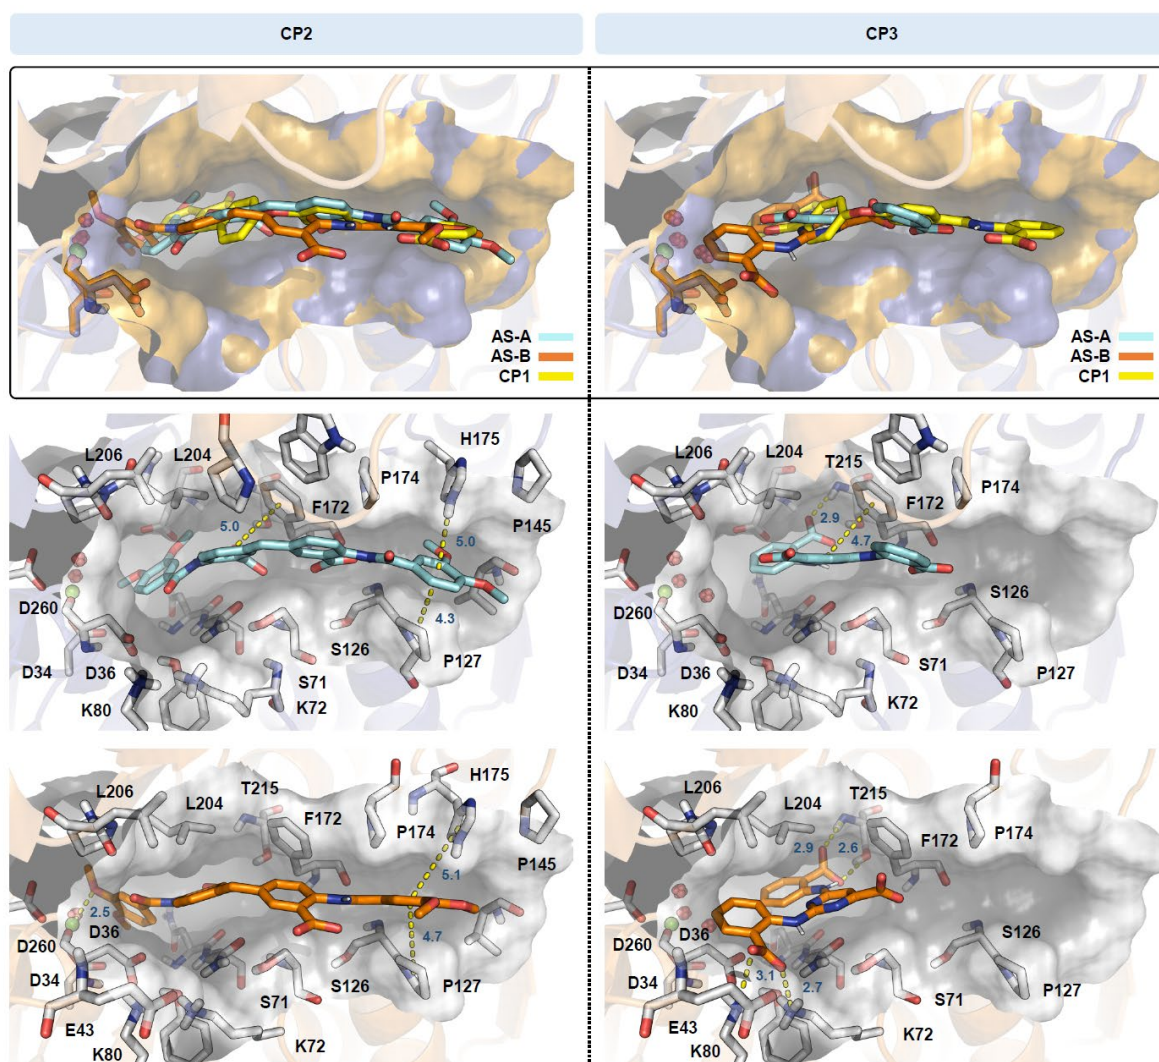 CP2
CP3
AS-A
AS-B
CP1
AS-A
AS-B
CP1
L206
L204
F172
P174
H175
P145
5.0
5.0
4.3
D260
D34
D36
K80
S71
K72
S126
P127
L206
L204
T215
F172
P174
2.9
4.7
D260
D34
D36
K80
S71
K72
S126
P127
L206
L204
T215
F172
P174
H175
P145
5.1
2.5
4.7
D260
D36
D34
E43
K80
S71
K72
S126
P127
L206
L204
T215
F172
P174
2.9
2.6
D260
D36
D34
E43
K80
3.1
2.7
S71
K72
S126
P127